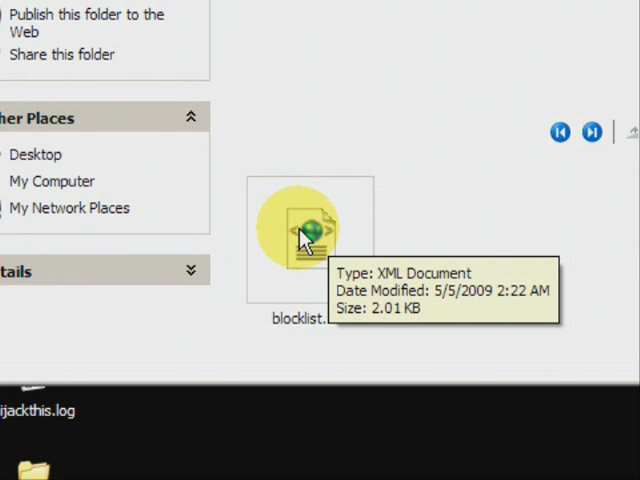 Publish this folder to the
Web
Share this folder
her Places
Desktop
My Computer
My Network Places
tails
Type: XML Document
Date Modified: 5/5/2009 2:22 AM
Size: 2.01 KB
blocklist.
ijackthis.log